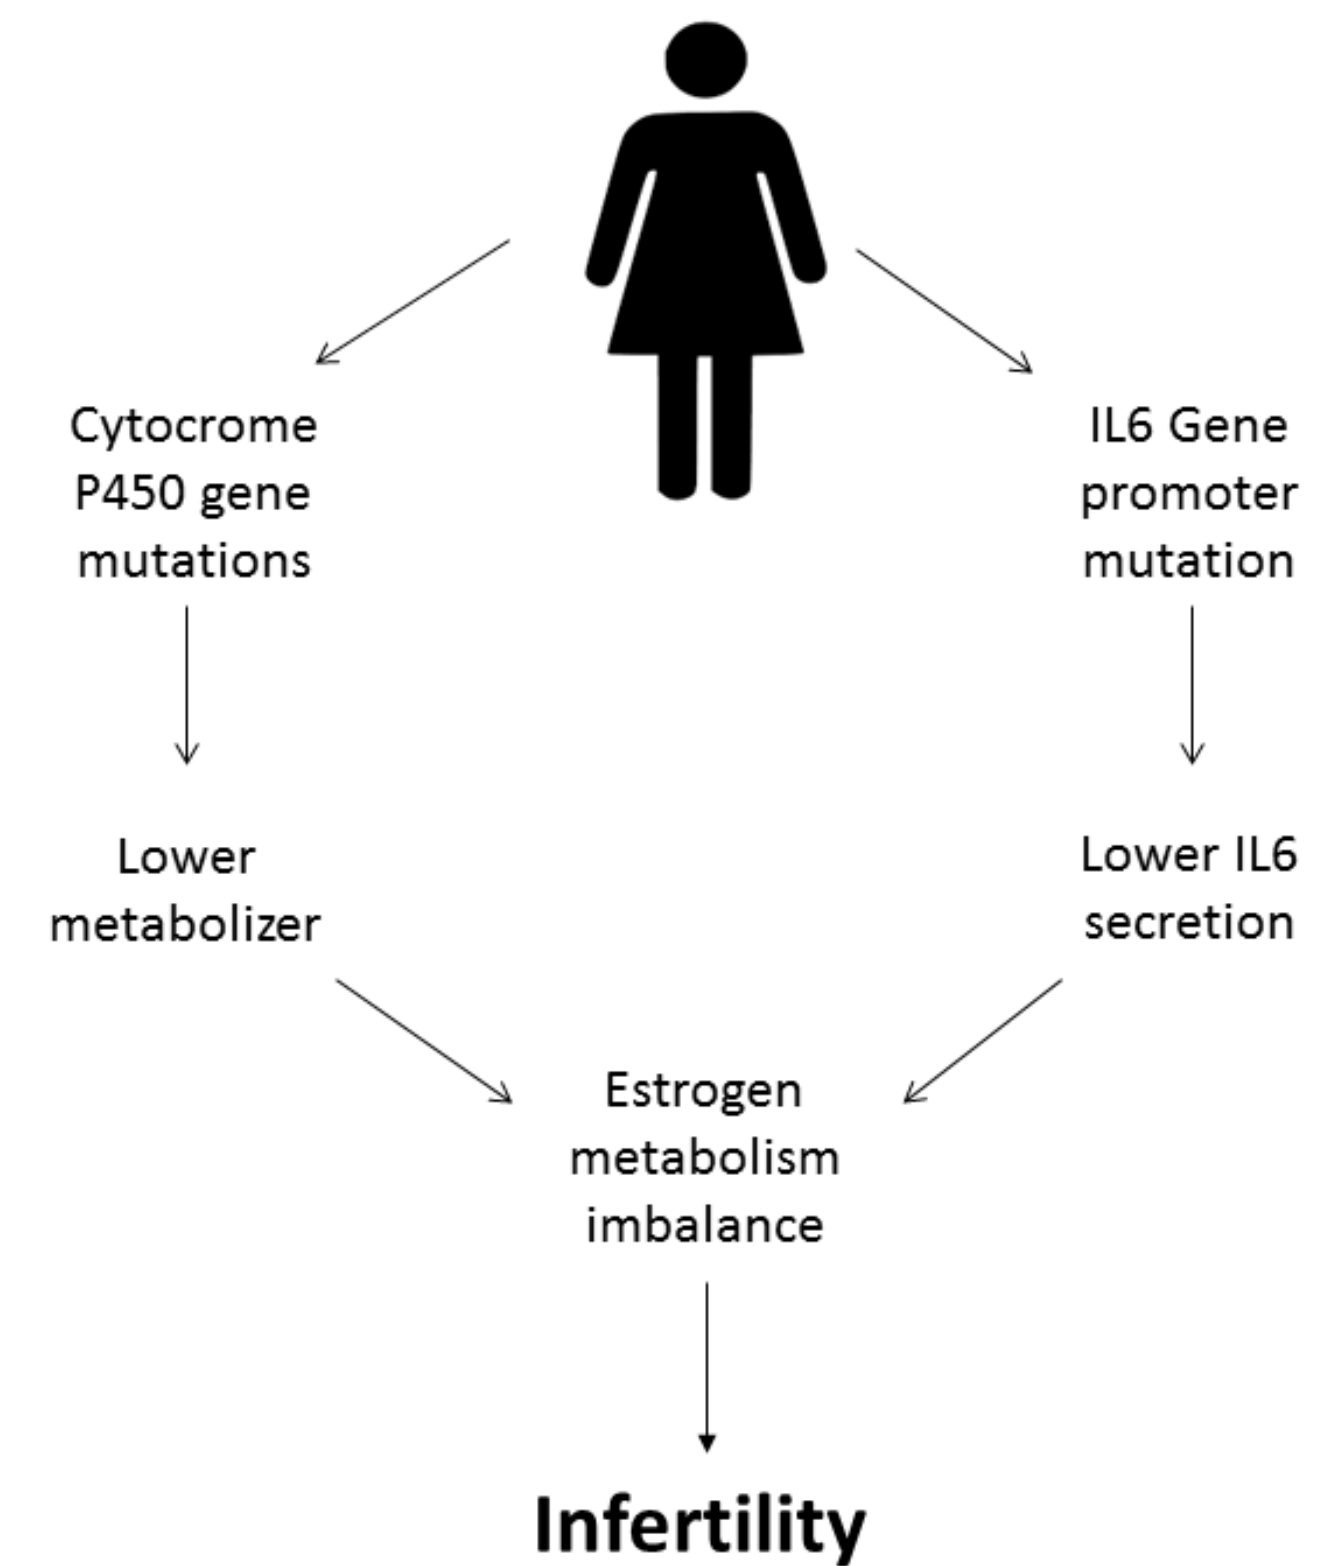 Cytocrome
P450 gene
mutations
IL6 Gene
promoter
mutation
Lower
metabolizer
Lower IL6
secretion
Estrogen
metabolism
imbalance
Infertility